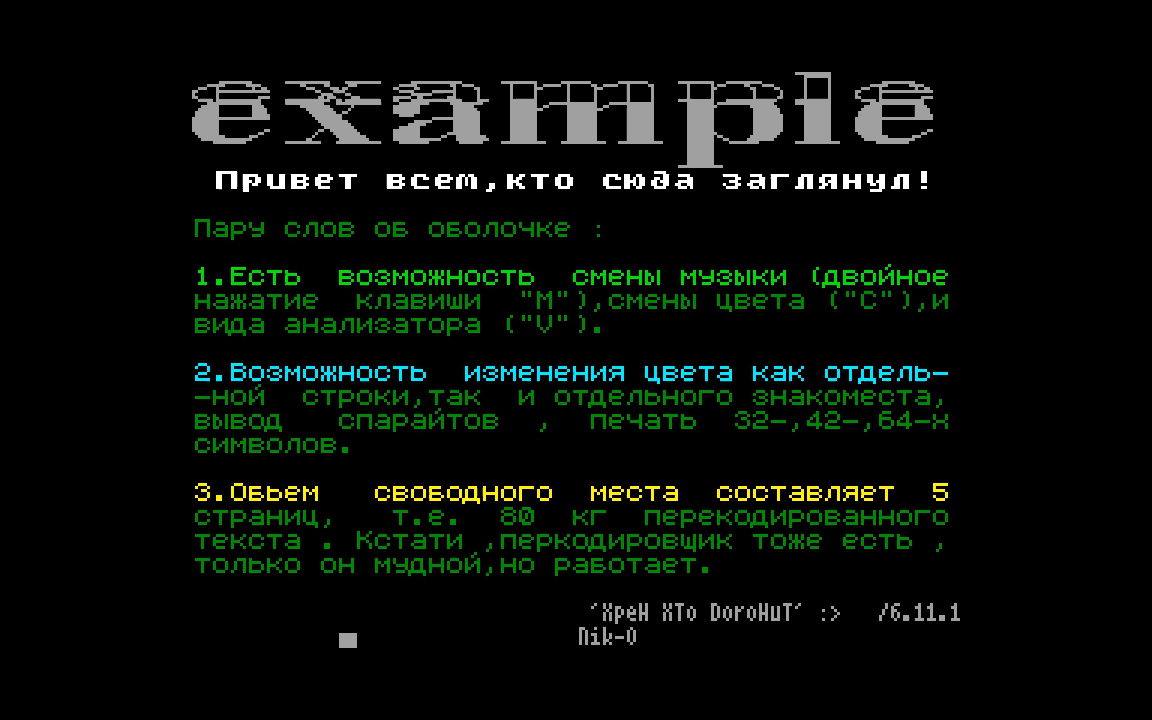 example
Привет всем,кто сюда заглянул!
Пару слов об оболочке :
1.Есть возможность смены музыки (двойное
нажатие клавиши "M"),смены цвета ("C"),и
вида анализатора ("V").
2.Возможность изменения цвета как отдель-
-ной строки,так и отдельного знакоместа,
вывод спрайтов , печать 32-,42-,64-х
символов.
3.Обьем свободного места составляет 5
страниц, т.е. 80 кг перекодированного
текста . Кстати ,перкодировщик тоже есть ,
только он мудной,но работает.
´XpeH XTo DoroHuT´ :> /6.11.1
Nik-O